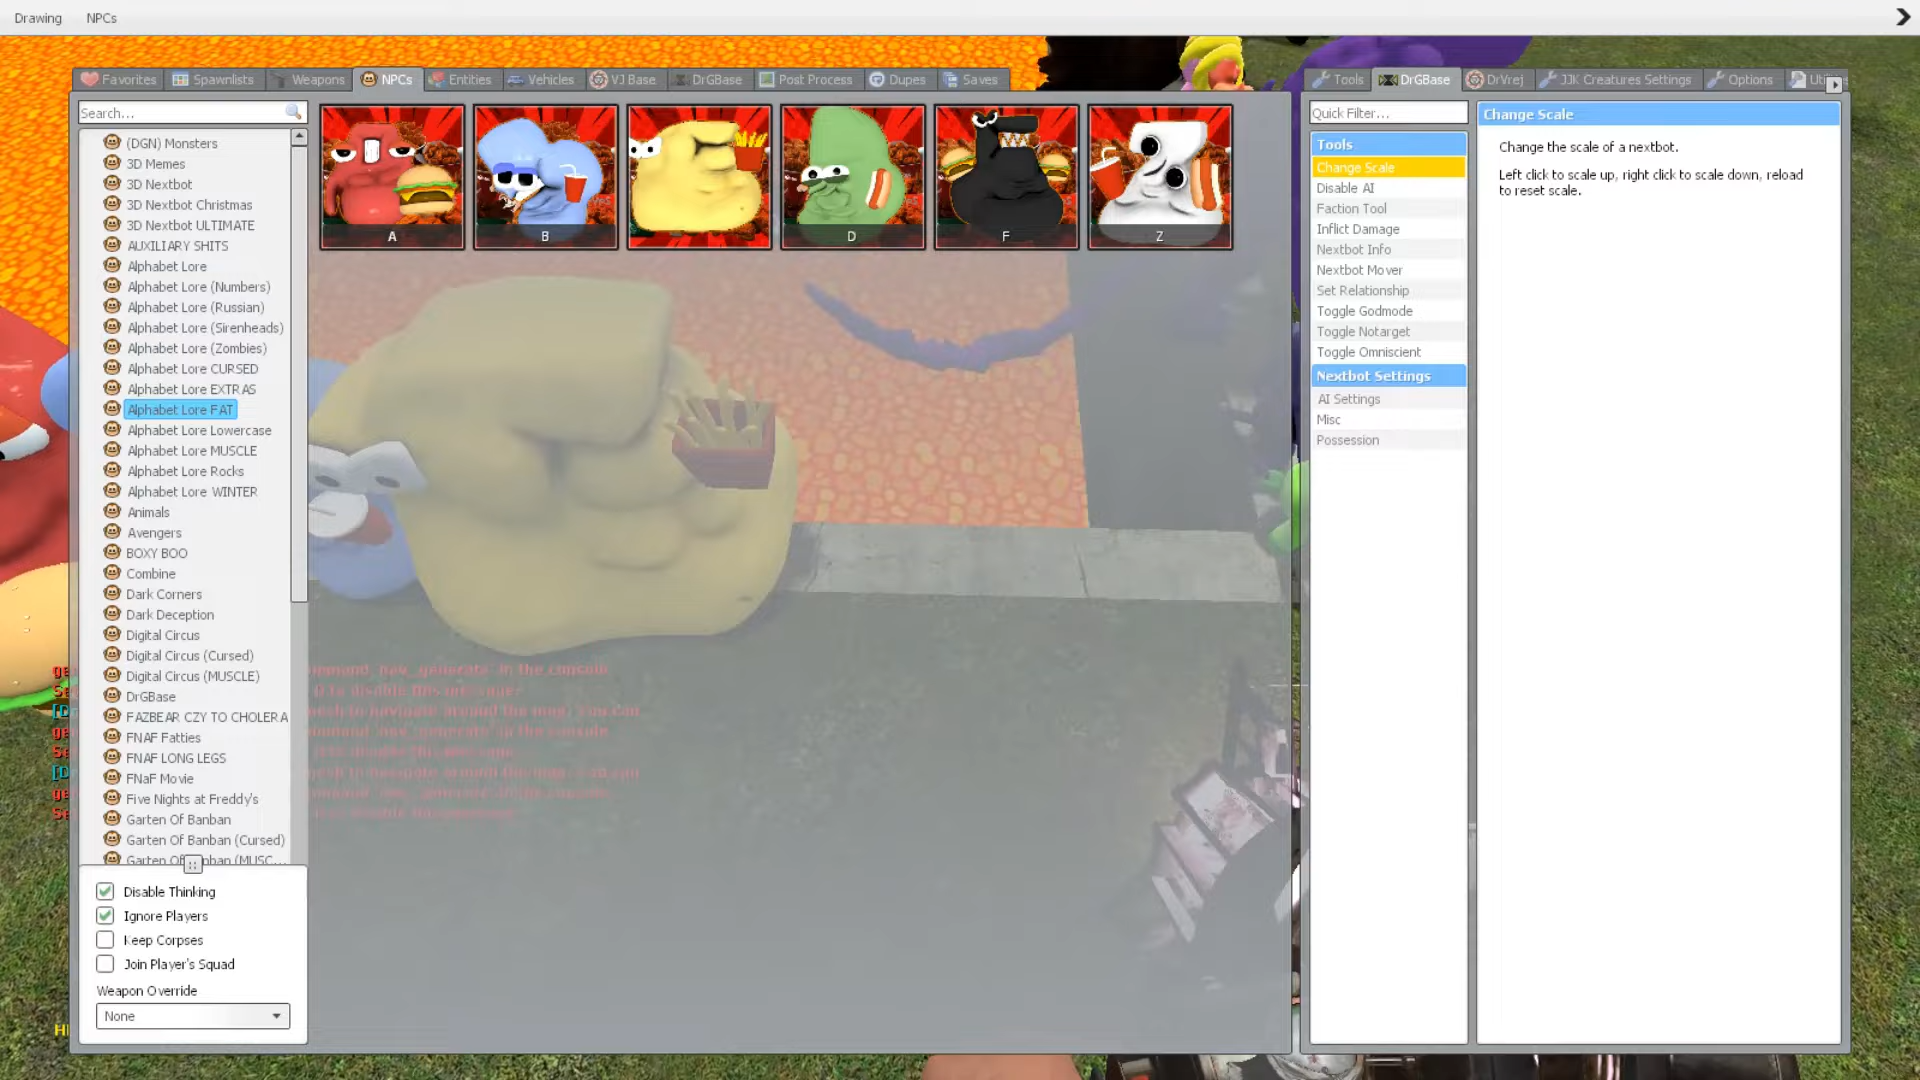 Drawing NPCs
Favorites Spawnlists Weapons NPCs Entities Vehicles VJ Base DrGBase Post Process Dupes Saves
Tools DrGBase DrVrej JJK Creatures Settings Options
Search...
(DGN) Monsters
3D Memes
3D Nextbot
3D Nextbot Christmas
3D Nextbot ULTIMATE
AUXILIARY SHITS
Alphabet Lore
Alphabet Lore (Numbers)
Alphabet Lore (Russian)
Alphabet Lore (Sirenheads)
Alphabet Lore (Zombies)
Alphabet Lore CURSED
Alphabet Lore EXTRAS
Alphabet Lore FAT
Alphabet Lore Lowercase
Alphabet Lore MUSCLE
Alphabet Lore Rocks
Alphabet Lore WINTER
Animals
Avengers
BOXY BOO
Combine
Dark Corners
Dark Deception
Digital Circus
Digital Circus (Cursed)
Digital Circus (MUSCLE)
DrGBase
FAZBEAR CZY TO CHOLERA
FNAF Fatties
FNAF LONG LEGS
FNaF Movie
Five Nights at Freddy's
Garten Of Banban
Garten Of Banban (Cursed)
Disable Thinking
Ignore Players
Keep Corpses
Join Player's Squad
Weapon Override
None
A B D F Z
in the console
Quick Filter...
Tools
Change Scale
Disable AI
Faction Tool
Inflict Damage
Nextbot Info
Nextbot Mover
Set Relationship
Toggle Godmode
Toggle Notarget
Toggle Omniscient
Nextbot Settings
AI Settings
Misc
Possession
Change Scale
Change the scale of a nextbot.
Left click to scale up, right click to scale down, reload
to reset scale.